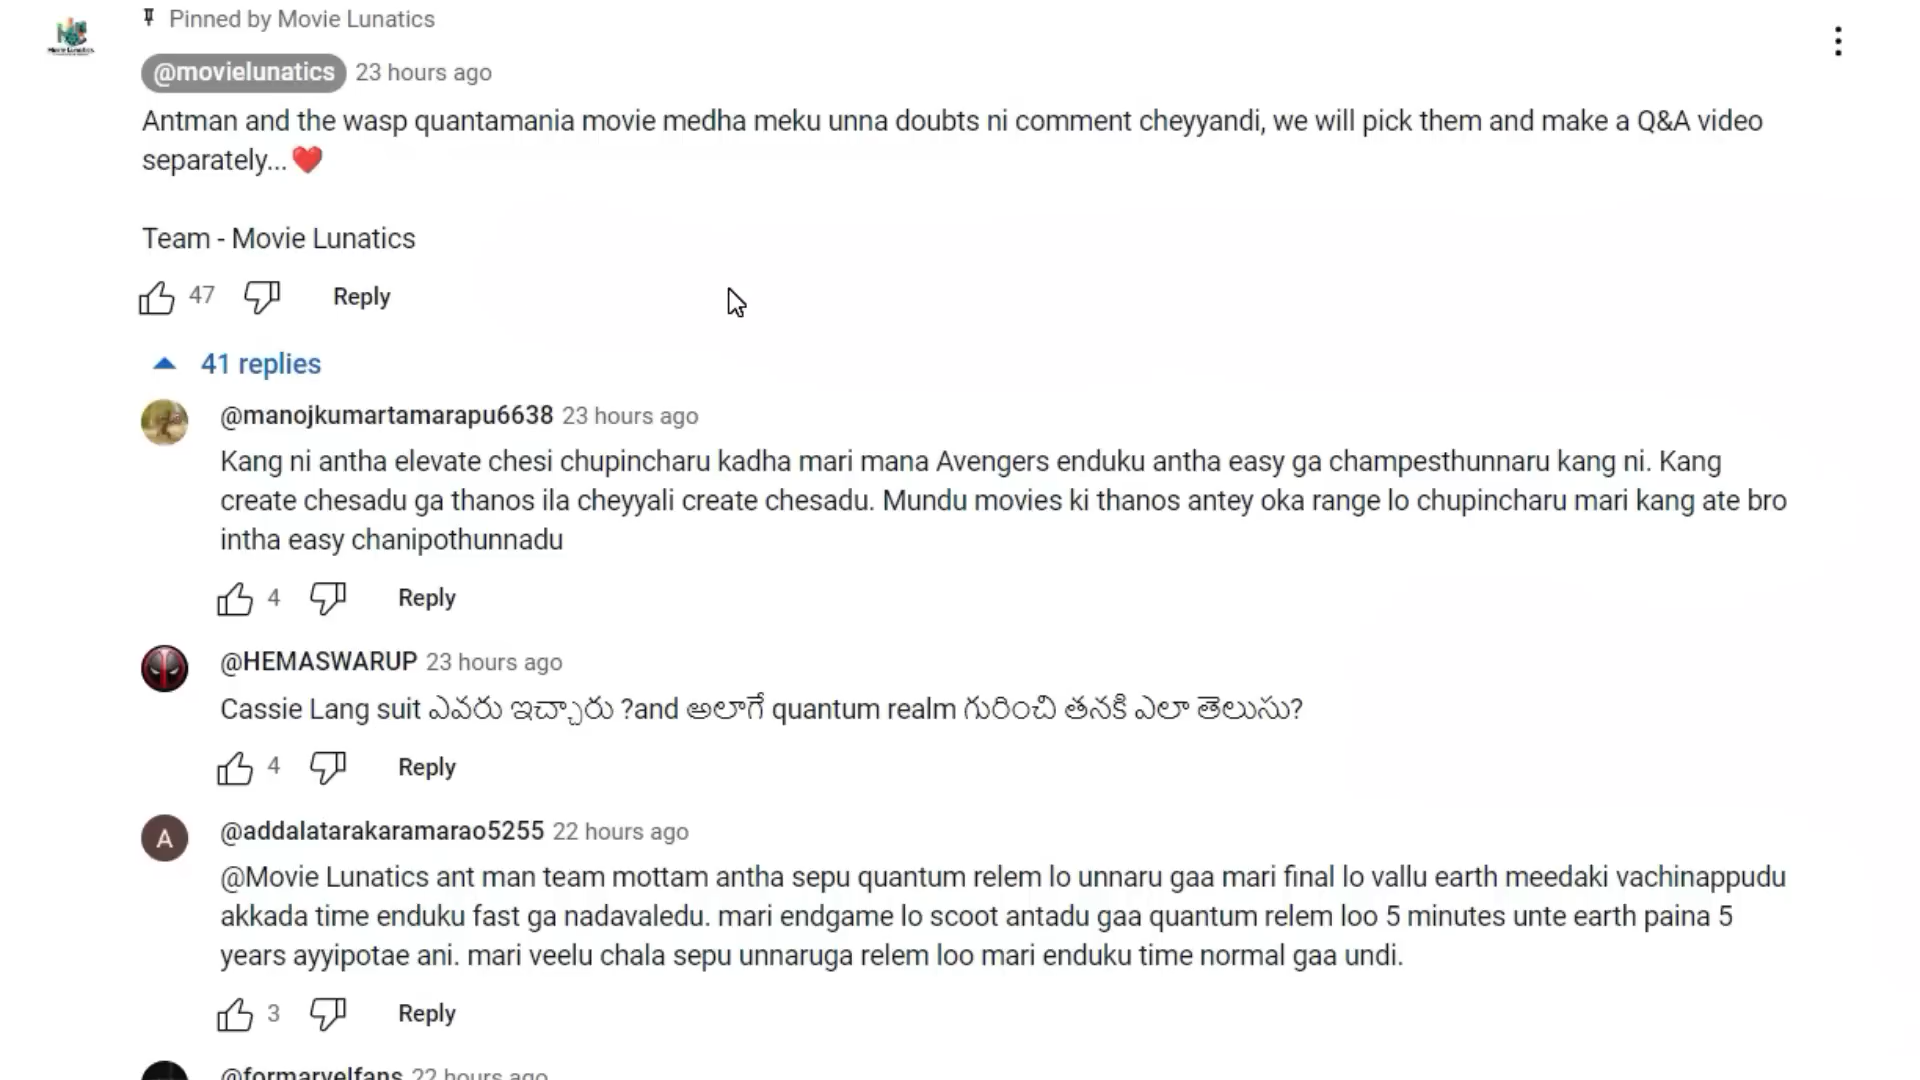 Pinned by Movie Lunatics
@movielunatics 23 hours ago
Antman and the wasp quantamania movie medha meku unna doubts ni comment cheyyandi, we will pick them and make a Q&A video
separately...❤️
Team - Movie Lunatics
47 Reply
41 replies
@manojkumartamarapu6638 23 hours ago
Kang ni antha elevate chesi chupincharu kadha mari mana Avengers enduku antha easy ga champesthunnaru kang ni. Kang
create chesadu ga thanos ila cheyyali create chesadu. Mundu movies ki thanos antey oka range lo chupincharu mari kang ate bro
intha easy chanipothunnadu
4 Reply
@HEMASWARUP 23 hours ago
Cassie Lang suit ఎవరు ఇచ్చారు ?and అలాగే quantum realm గురించి తనకి ఎలా తెలుసు?
4 Reply
A
@addalatarakaramarao5255 22 hours ago
@Movie Lunatics ant man team mottam antha sepu quantum relem lo unnaru gaa mari final lo vallu earth meedaki vachinappudu
akkada time enduku fast ga nadavaledu. mari endgame lo scoot antadu gaa quantum relem loo 5 minutes unte earth paina 5
years ayyipotae ani. mari veelu chala sepu unnaruga relem loo mari enduku time normal gaa undi.
3 Reply
@formarvelfans 22 hours ago